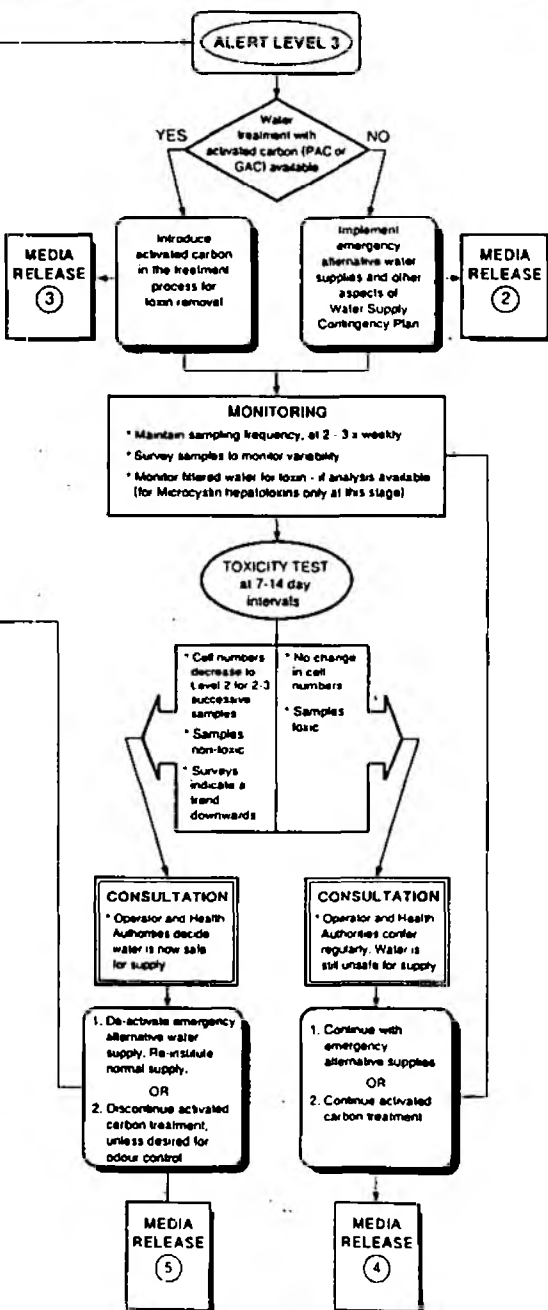 ALERT LEVEL 3
Water
treatment with
activated carbon (PAC or
GAC) available
YES
NO
Introduce
activated carbon
in the treatment
process for
toxin removal
MEDIA
RELEASE
3
Implement
emergency
alternative water
supplies and other
aspects of
Water Supply
Contingency Plan
MEDIA
RELEASE
2
MONITORING
* Maintain sampling frequency, at 2 - 3 x weekly
* Survey samples to monitor variability
* Monitor filtered water for toxin - if analysis available
(for Microcystin hepatotoxins only at this stage)
TOXICITY TEST
at 7-14 day
intervals
* Cell numbers
decrease to
Level 2 for 2-3
successive
samples
* Samples
non-toxic
* Surveys
indicate a
trend
downwards
* No change
in cell
numbers
* Samples
toxic
CONSULTATION
* Operator and Health
Authorities decide
water is now safe
for supply
CONSULTATION
* Operator and Health
Authorities confer
regularly. Water is
still unsafe for supply
1. De-activate emergency
alternative water
supply. Re-institute
normal supply.
OR
2. Discontinue activated
carbon treatment,
unless desired for
odour control
1. Continue with
emergency
alternative supplies
OR
2. Continue activated
carbon treatment
MEDIA
RELEASE
5
MEDIA
RELEASE
4